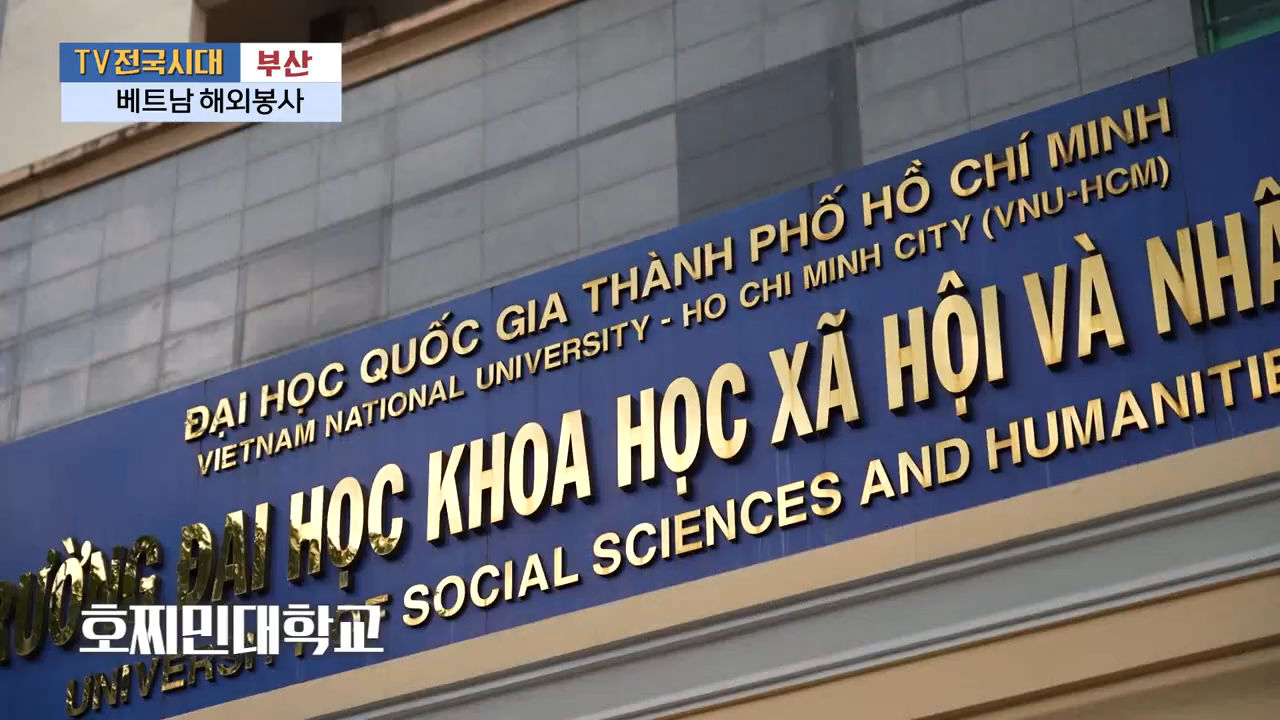 TV전국시대 부산
베트남 해외봉사
ĐẠI HỌC QUỐC GIA THÀNH PHỐ HỒ CHÍ MINH
VIETNAM NATIONAL UNIVERSITY - HO CHI MINH CITY (VNU-HCM)
ĐẠI HỌC KHOA HỌC XÃ HỘI VÀ
SOCIAL SCIENCES AND HUMANITIE
호찌민대학교